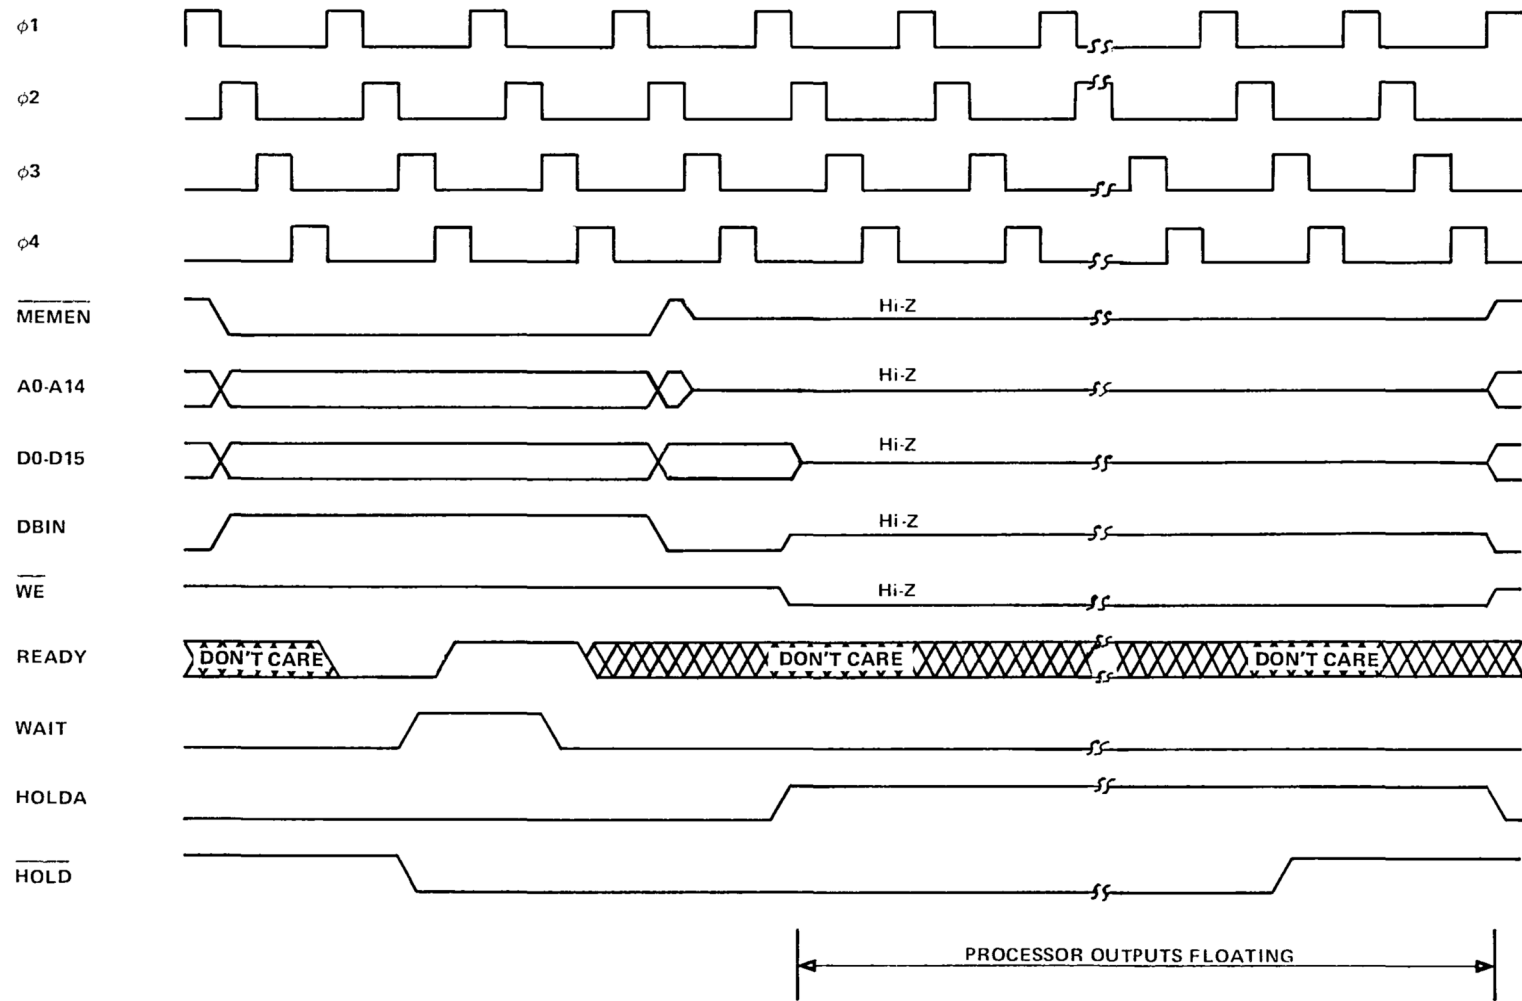 φ1
φ2
φ3
φ4
MEMEN Hi-Z
A0-A14 Hi-Z
D0-D15 Hi-Z
DBIN Hi-Z
WE Hi-Z
READY DON'T CARE DON'T CARE DON'T CARE
WAIT
HOLDA
HOLD
PROCESSOR OUTPUTS FLOATING